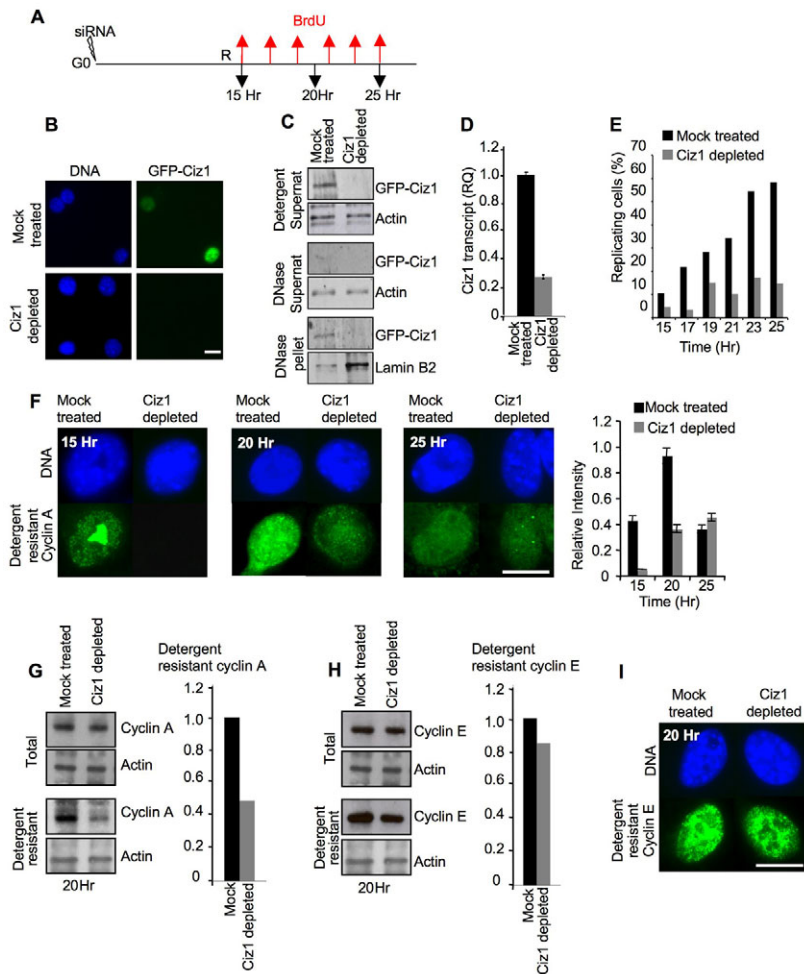 A
siRNA
BrdU
G0
R
15 Hr
20Hr
25 Hr
B
DNA
GFP-Ciz1
Mock treated
Ciz1 depleted
C
Mock treated
Ciz1 depleted
Detergent Supernat
GFP-Ciz1
Actin
DNase Supernat
GFP-Ciz1
Actin
DNase pellet
GFP-Ciz1
Lamin B2
D
Ciz1 transcript (RQ)
1.2
1.0
0.8
0.6
0.4
0.2
0
Mock treated
Ciz1 depleted
E
Mock treated
Ciz1 depleted
Replicating cells (%)
70
60
50
40
30
20
10
0
15 17 19 21 23 25
Time (Hr)
F
Mock treated
Ciz1 depleted
Mock treated
Ciz1 depleted
Mock treated
Ciz1 depleted
15 Hr
20 Hr
25 Hr
DNA
Detergent resistant Cyclin A
Mock treated
Ciz1 depleted
Relative Intensity
1.2
1.0
0.8
0.6
0.4
0.2
0
15 20 25
Time (Hr)
G
Mock treated
Ciz1 depleted
Total
Cyclin A
Actin
Detergent resistant
Cyclin A
Actin
20Hr
Detergent
resistant cyclin A
1.2
1.0
0.8
0.6
0.4
0.2
0
Mock
Ciz1 depleted
H
Mock treated
Ciz1 depleted
Total
Cyclin E
Actin
Detergent resistant
Cyclin E
Actin
20Hr
Detergent
resistant cyclin E
1.2
1.0
0.8
0.6
0.4
0.2
0
Mock
Ciz1 depleted
I
Mock treated
Ciz1 depleted
20 Hr
DNA
Detergent resistant Cyclin E